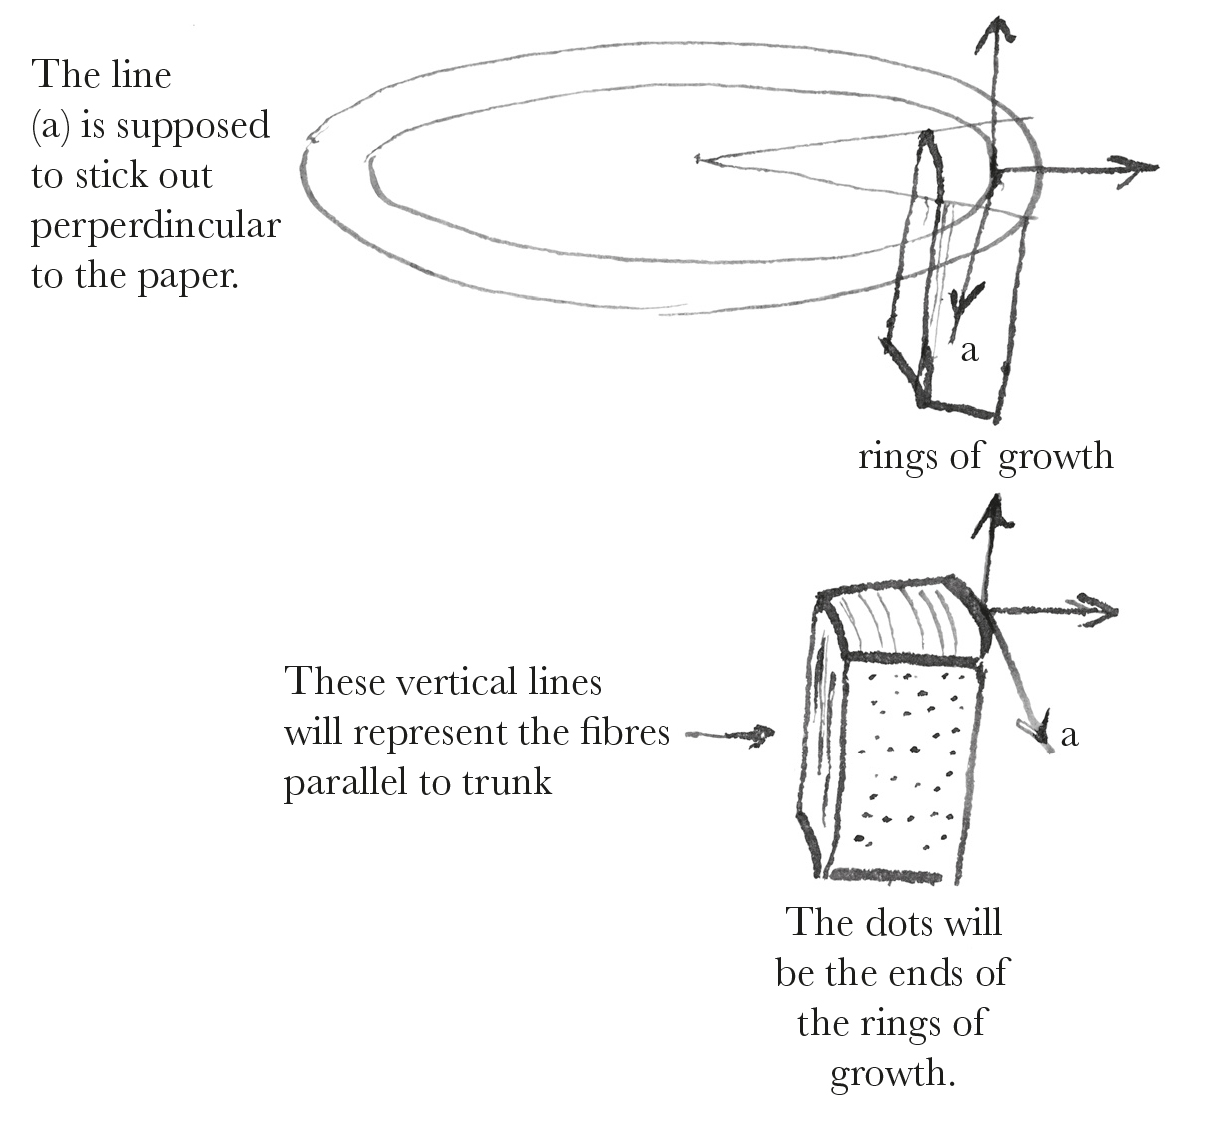 The line
(a) is supposed
to stick out
perperdincular
to the paper.
a
rings of growth
These vertical lines
will represent the fibres
parallel to trunk
a
The dots will
be the ends of
the rings of
growth.